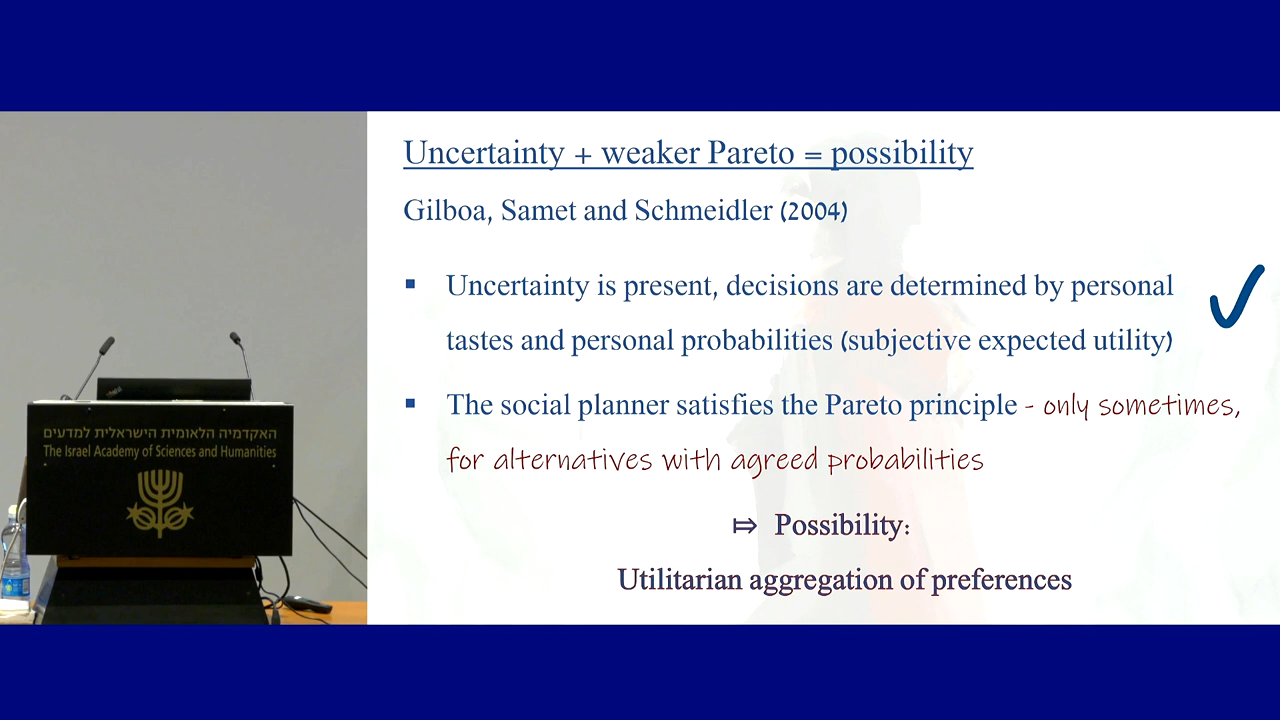 Uncertainty + weaker Pareto = possibility
Gilboa, Samet and Schmeidler (2004)
▪ Uncertainty is present, decisions are determined by personal
tastes and personal probabilities (subjective expected utility)
▪ The social planner satisfies the Pareto principle - only sometimes,
for alternatives with agreed probabilities
⤇ Possibility:
Utilitarian aggregation of preferences
האקדמיה הלאומית הישראלית למדעים
The Israel Academy of Sciences and Humanities